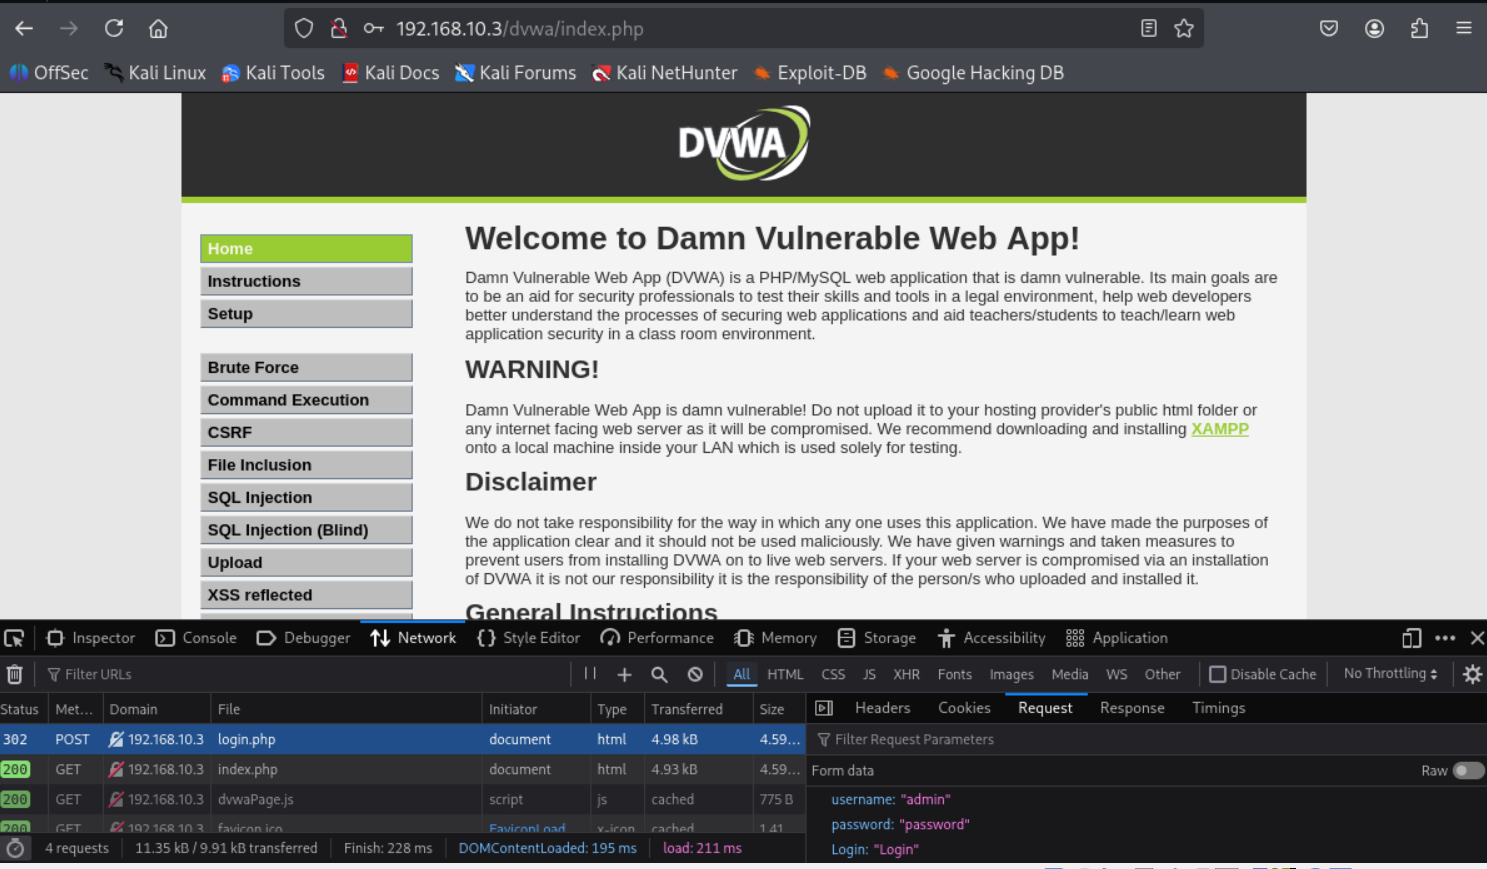 192.168.10.3/dvwa/index.php
OffSec Kali Linux Kali Tools Kali Docs Kali Forums Kali NetHunter Exploit-DB Google Hacking DB
DVWA
Home
Instructions
Setup
Brute Force
Command Execution
CSRF
File Inclusion
SQL Injection
SQL Injection (Blind)
Upload
XSS reflected
Welcome to Damn Vulnerable Web App!
Damn Vulnerable Web App (DVWA) is a PHP/MySQL web application that is damn vulnerable. Its main goals are
to be an aid for security professionals to test their skills and tools in a legal environment, help web developers
better understand the processes of securing web applications and aid teachers/students to teach/learn web
application security in a class room environment.
WARNING!
Damn Vulnerable Web App is damn vulnerable! Do not upload it to your hosting provider's public html folder or
any internet facing web server as it will be compromised. We recommend downloading and installing XAMPP
onto a local machine inside your LAN which is used solely for testing.
Disclaimer
We do not take responsibility for the way in which any one uses this application. We have made the purposes of
the application clear and it should not be used maliciously. We have given warnings and taken measures to
prevent users from installing DVWA on to live web servers. If your web server is compromised via an installation
of DVWA it is not our responsibility it is the responsibility of the person/s who uploaded and installed it.
General Instructions
Inspector Console Debugger Network Style Editor Performance Memory Storage Accessibility Application
Filter URLs All HTML CSS JS XHR Fonts Images Media WS Other Disable Cache No Throttling
Status Met... Domain File Initiator Type Transferred Size
302 POST 192.168.10.3 login.php document html 4.98 kB 4.59...
200 GET 192.168.10.3 index.php document html 4.93 kB 4.59...
200 GET 192.168.10.3 dvwaPage.js script js cached 775 B
200 GET 192.168.10.3 favicon.ico FaviconLoad... x-icon cached 1.41...
4 requests 11.35 kB / 9.91 kB transferred Finish: 228 ms DOMContentLoaded: 195 ms load: 211 ms
Headers Cookies Request Response Timings
Filter Request Parameters
Form data Raw
username: "admin"
password: "password"
Login: "Login"